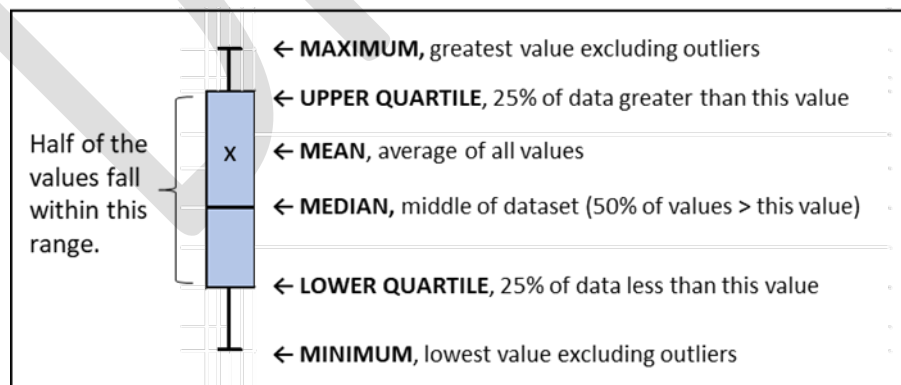 ← MAXIMUM, greatest value excluding outliers
← UPPER QUARTILE, 25% of data greater than this value
Half of the
values fall
within this
range.
X
← MEAN, average of all values
← MEDIAN, middle of dataset (50% of values > this value)
← LOWER QUARTILE, 25% of data less than this value
← MINIMUM, lowest value excluding outliers